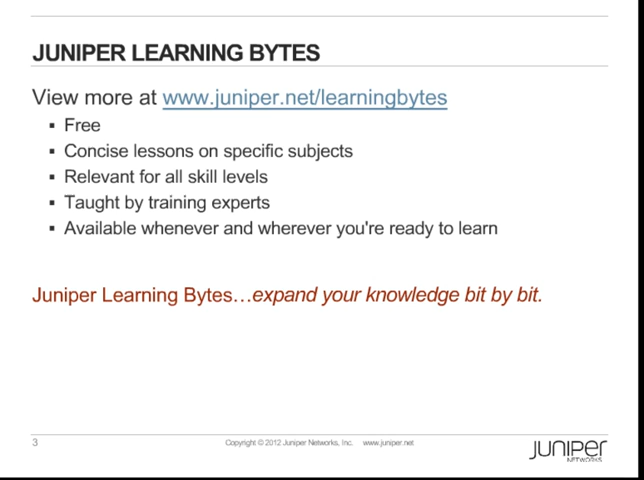 JUNIPER LEARNING BYTES
View more at www.juniper.net/learningbytes
▪ Free
▪ Concise lessons on specific subjects
▪ Relevant for all skill levels
▪ Taught by training experts
▪ Available whenever and wherever you're ready to learn
Juniper Learning Bytes…expand your knowledge bit by bit.
3 Copyright © 2012 Juniper Networks, Inc. www.juniper.net
JUNIPER
NETWORKS